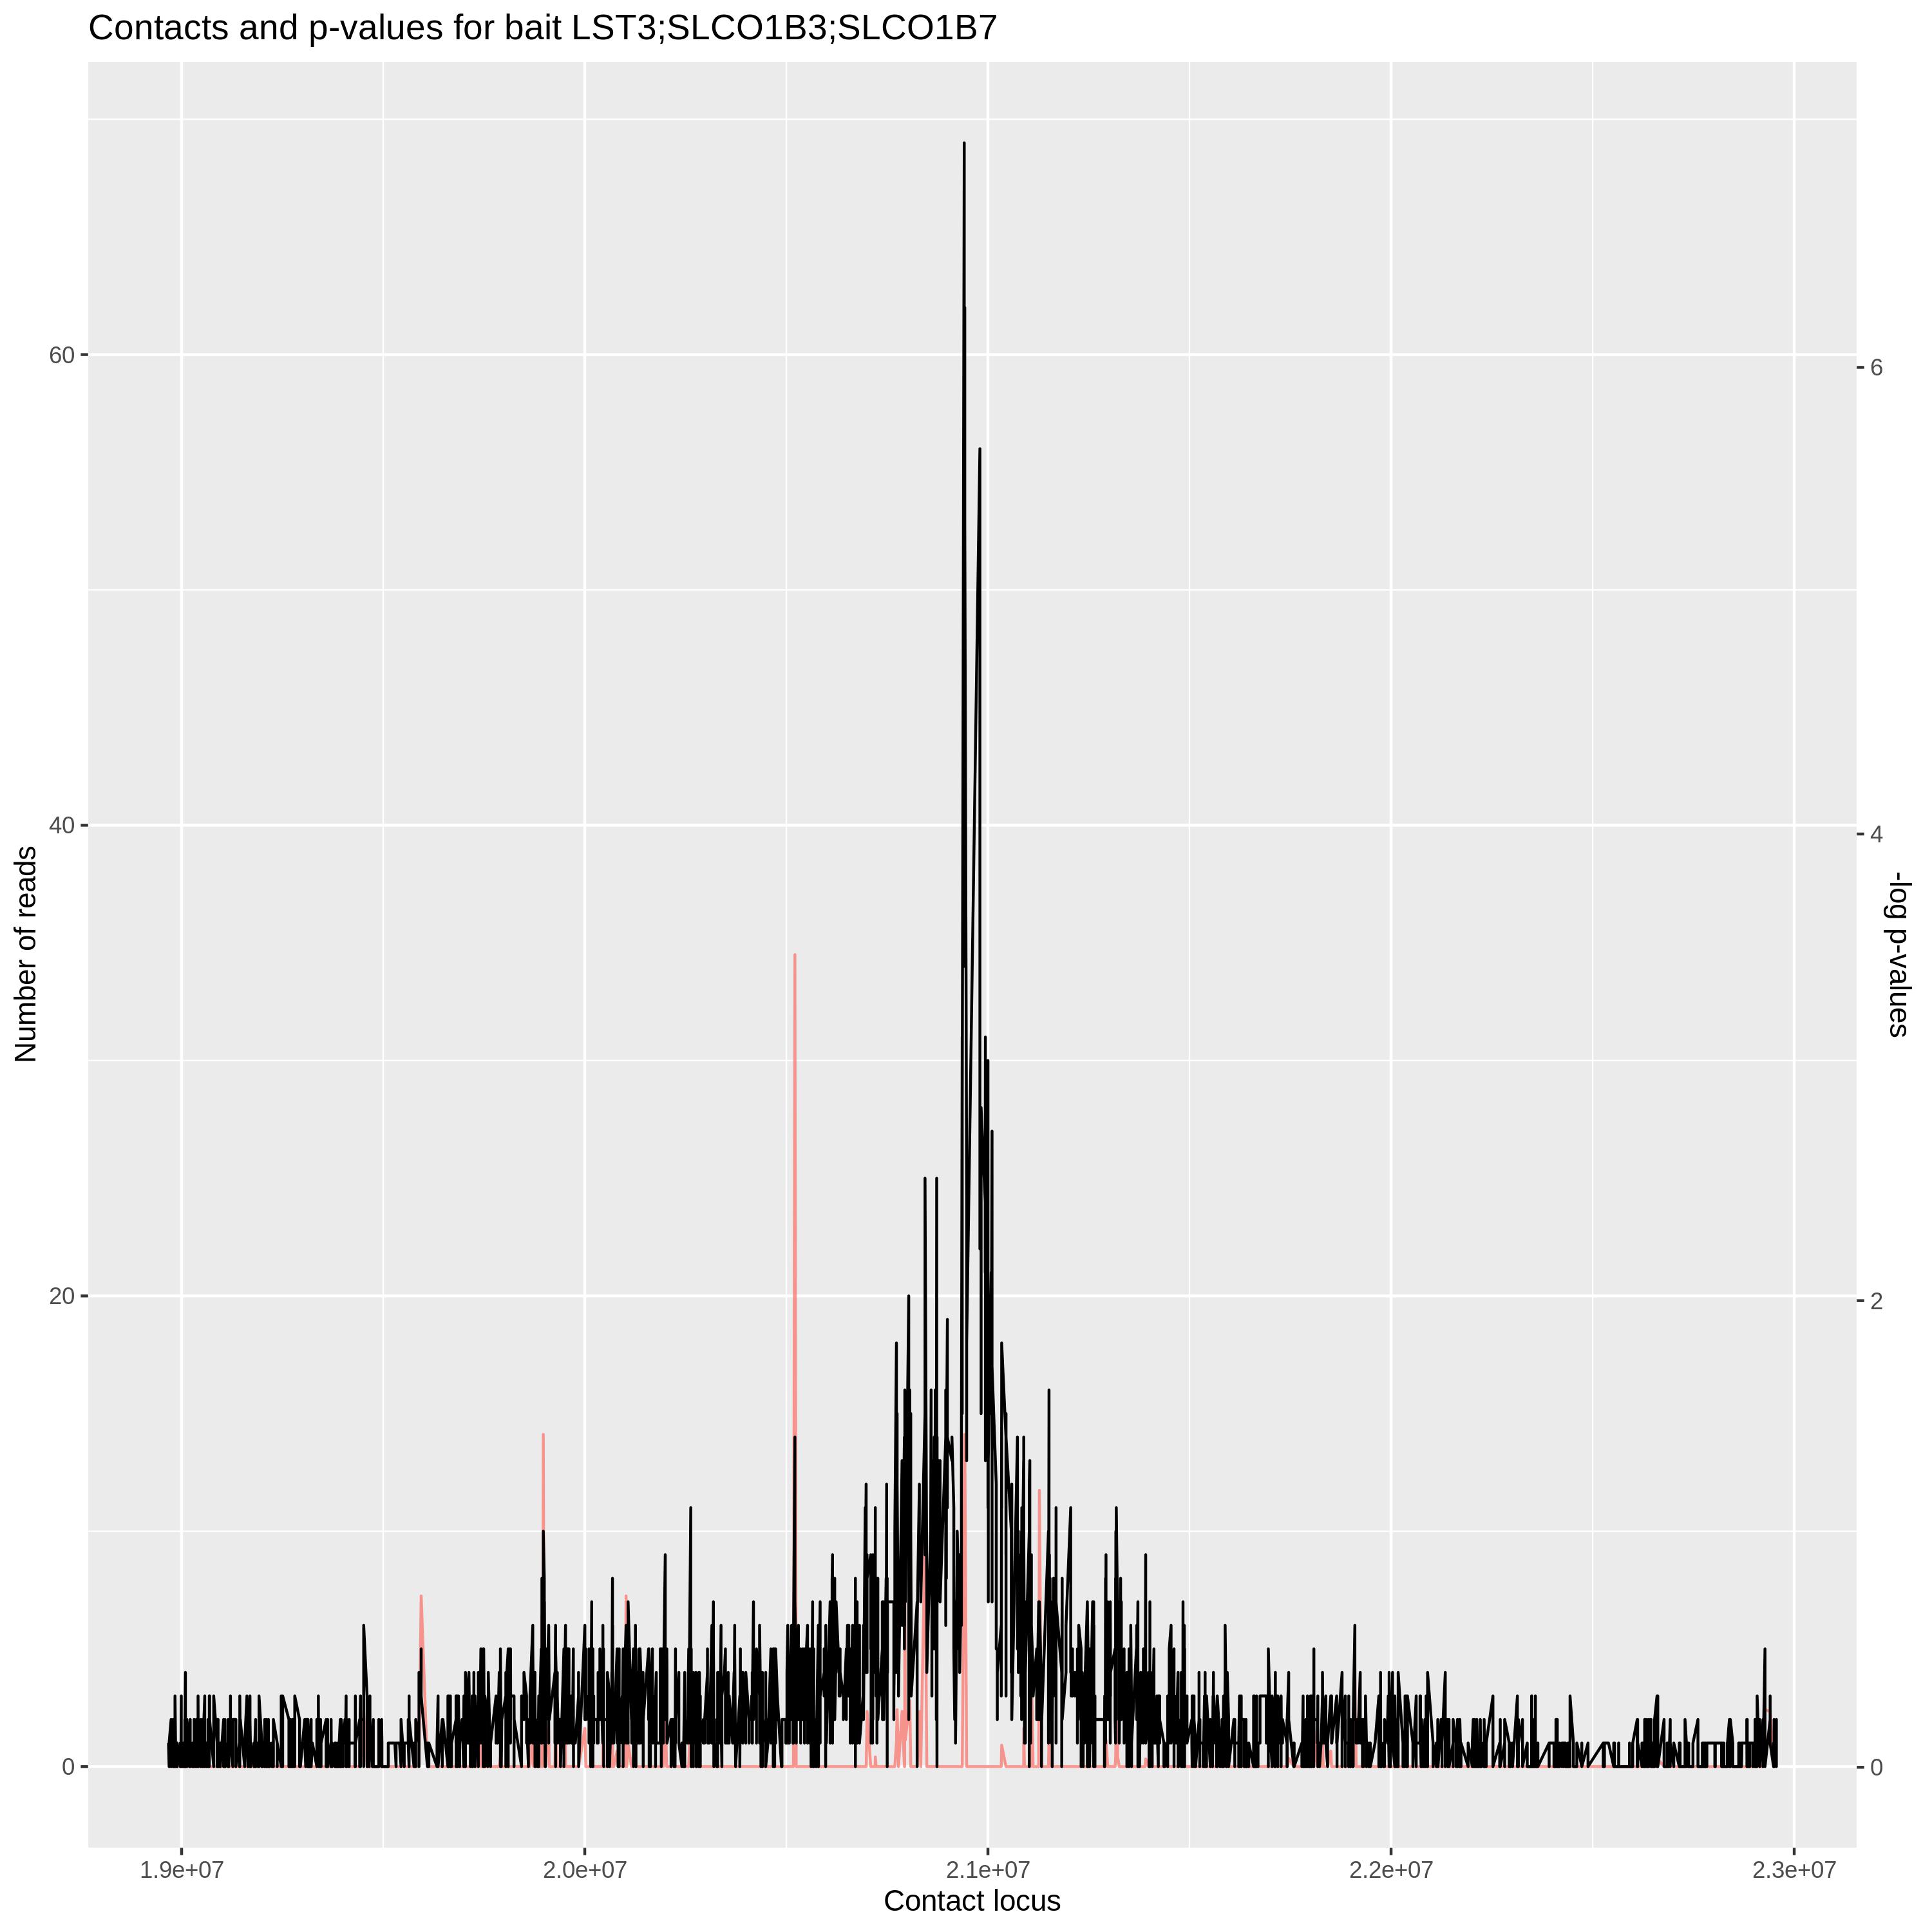 Contacts and p-values for bait LST3;SLCO1B3;SLCO1B7
60
40
20
0
Number of reads
6
4
2
0
-log p-values
1.9e+07 2.0e+07 2.1e+07 2.2e+07 2.3e+07
Contact locus